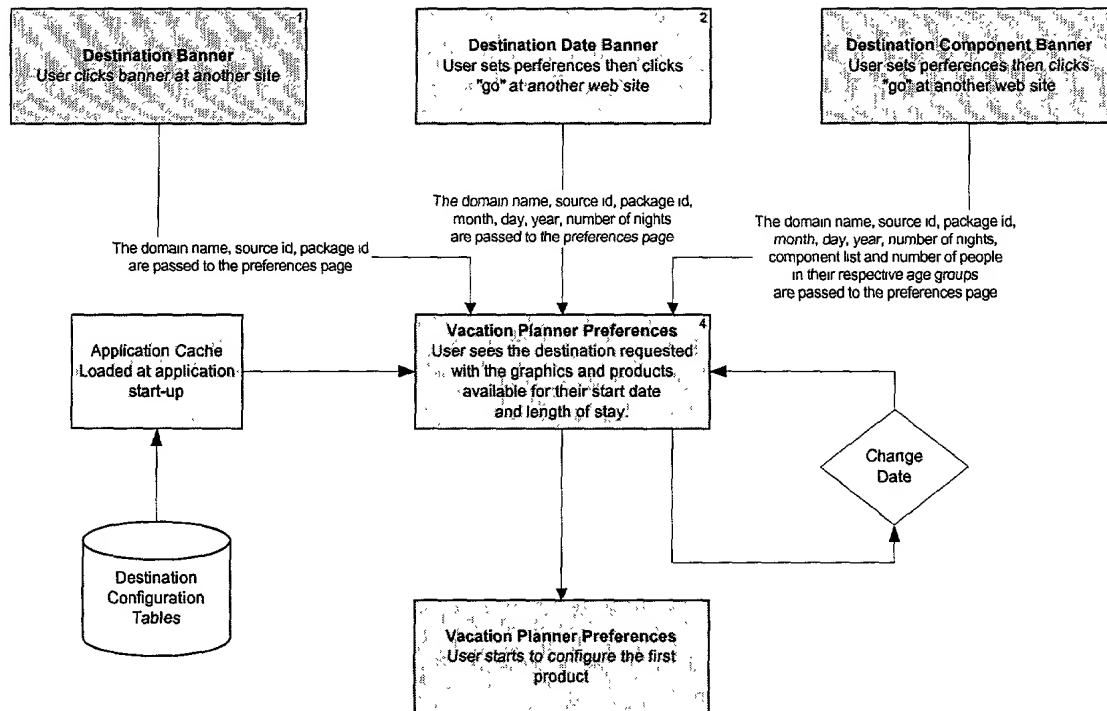 1
Destination Banner
User clicks banner at another site
2
Destination Date Banner
User sets perferences then clicks
"go" at another web site
Destination Component Banner
User sets perferences then clicks
"go" at another web site
The domain name, source id, package id
are passed to the preferences page
The domain name, source id, package id,
month, day, year, number of nights
are passed to the preferences page
The domain name, source id, package id,
month, day, year, number of nights,
component list and number of people
in their respective age groups
are passed to the preferences page
Application Cache
Loaded at application
start-up
4
Vacation Planner Preferences
User sees the destination requested
with the graphics and products
available for their start date
and length of stay.
Change
Date
Destination
Configuration
Tables
Vacation Planner Preferences
User starts to configure the first
product